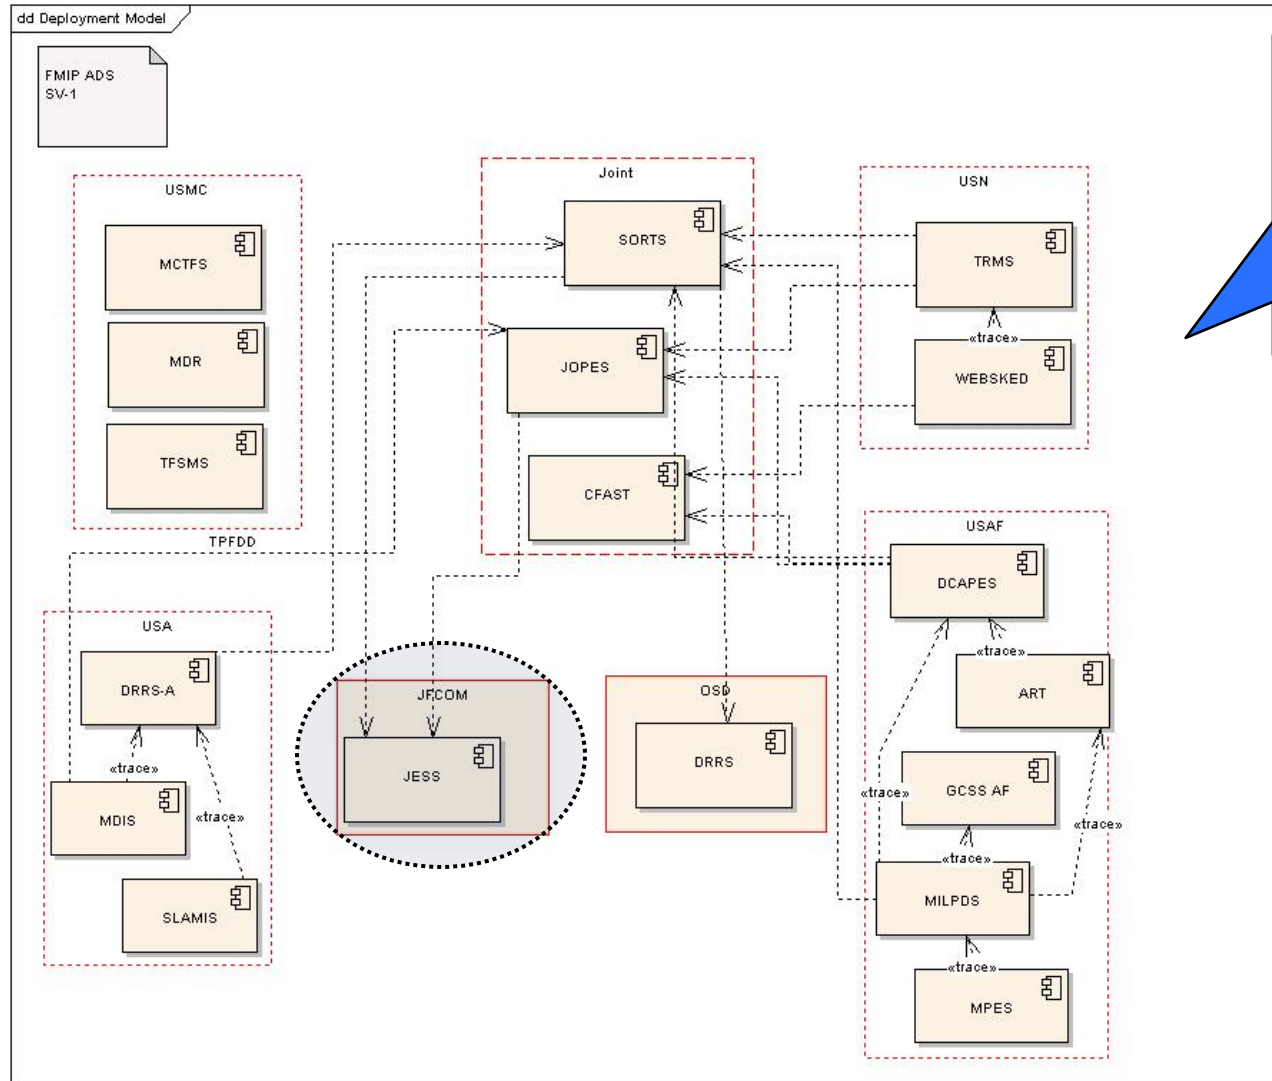 dd Deployment Model
FMIP ADS
SV-1
USMC
MCTFS
MDR
TFSMS
Joint
SORTS
JOPES
CFAST
USN
TRMS
«trace»
WEBSKED
TPFDD
USA
DRRS-A
«trace»
MDIS
«trace»
SLAMIS
JFCOM
JESS
OSD
DRRS
USAF
DCAPES
«trace»
ART
GCSS AF
«trace»
«trace»
«trace»
MILPDS
«trace»
MPES